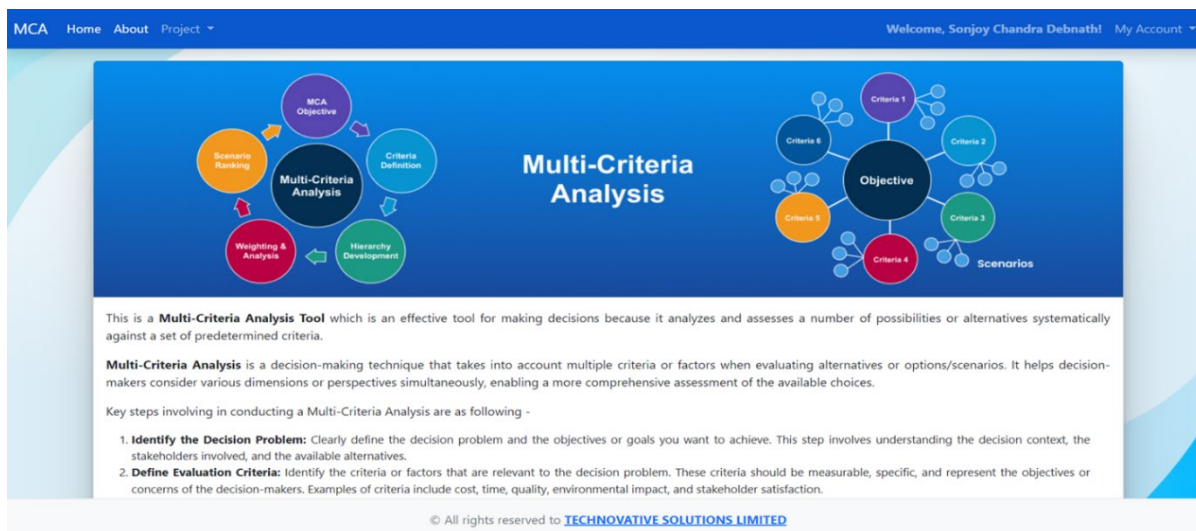 MCA Home About Project Welcome, Sonjoy Chandra Debnath! My Account
MCA
Objective
Criteria
Definition
Hierarchy
Development
Weighting &
Analysis
Scenario
Ranking
Multi-Criteria
Analysis
Multi-Criteria
Analysis
Criteria 1
Criteria 2
Criteria 3
Criteria 4
Criteria 5
Criteria 6
Objective
Scenarios
This is a Multi-Criteria Analysis Tool which is an effective tool for making decisions because it analyzes and assesses a number of possibilities or alternatives systematically
against a set of predetermined criteria.
Multi-Criteria Analysis is a decision-making technique that takes into account multiple criteria or factors when evaluating alternatives or options/scenarios. It helps decision-
makers consider various dimensions or perspectives simultaneously, enabling a more comprehensive assessment of the available choices.
Key steps involving in conducting a Multi-Criteria Analysis are as following -
1. Identify the Decision Problem: Clearly define the decision problem and the objectives or goals you want to achieve. This step involves understanding the decision context, the
stakeholders involved, and the available alternatives.
2. Define Evaluation Criteria: Identify the criteria or factors that are relevant to the decision problem. These criteria should be measurable, specific, and represent the objectives or
concerns of the decision-makers. Examples of criteria include cost, time, quality, environmental impact, and stakeholder satisfaction.
© All rights reserved to TECHNOVATIVE SOLUTIONS LIMITED